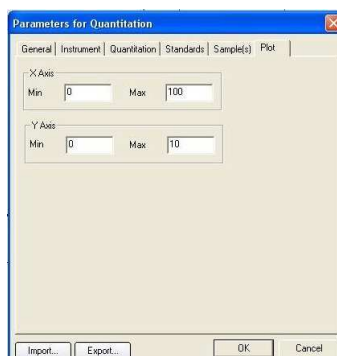 Parameters for Quantitation
General Instrument Quantitation Standards Sample(s) Plot
X Axis
Min 0 Max 100
Y Axis
Min 0 Max 10
Import... Export... OK Cancel